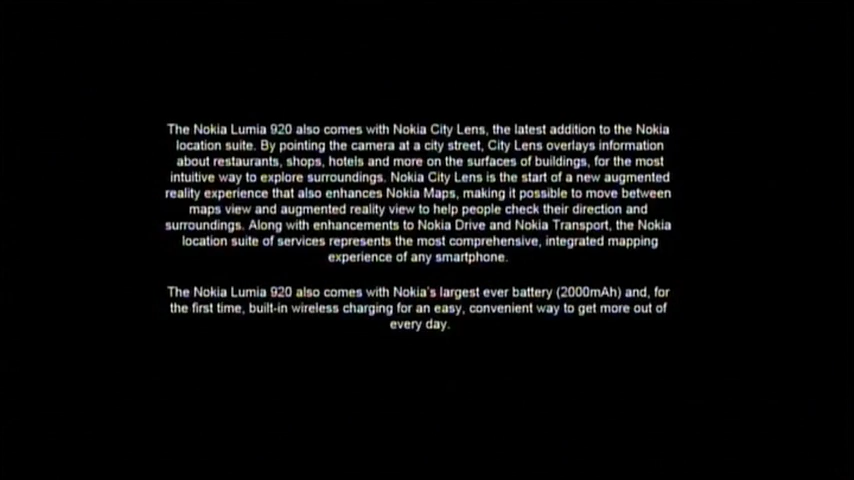 The Nokia Lumia 920 also comes with Nokia City Lens, the latest addition to the Nokia
location suite. By pointing the camera at a city street, City Lens overlays information
about restaurants, shops, hotels and more on the surfaces of buildings, for the most
intuitive way to explore surroundings. Nokia City Lens is the start of a new augmented
reality experience that also enhances Nokia Maps, making it possible to move between
maps view and augmented reality view to help people check their direction and
surroundings. Along with enhancements to Nokia Drive and Nokia Transport, the Nokia
location suite of services represents the most comprehensive, integrated mapping
experience of any smartphone.
The Nokia Lumia 920 also comes with Nokia's largest ever battery (2000mAh) and, for
the first time, built-in wireless charging for an easy, convenient way to get more out of
every day.